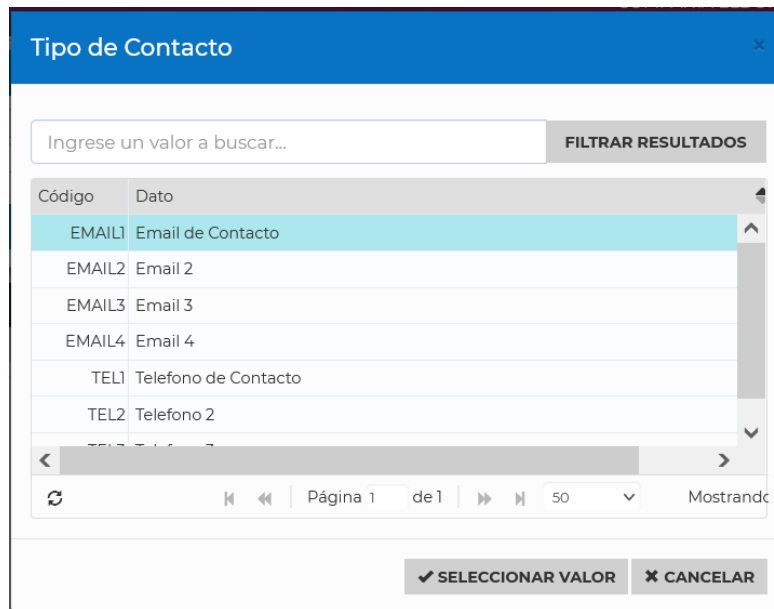 Tipo de Contacto
Ingrese un valor a buscar...
FILTRAR RESULTADOS
Código Dato
EMAIL1 Email de Contacto
EMAIL2 Email 2
EMAIL3 Email 3
EMAIL4 Email 4
TEL1 Telefono de Contacto
TEL2 Telefono 2
Página 1 de 1 50 Mostrando
SELECCIONAR VALOR CANCELAR